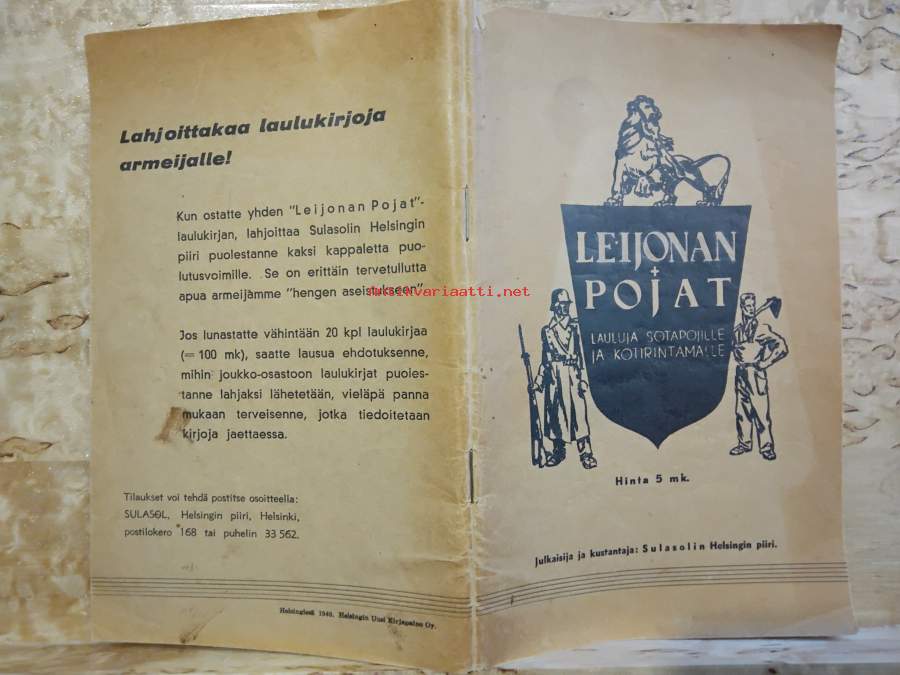 Lahjoittakaa laulukirjoja
armeijalle!
Kun ostatte yhden "Leijonan Pojat"-
laulukirjan, lahjoittaa Sulasolin Helsingin
piiri puolestanne kaksi kappaletta puo-
lutusvoimille. Se on erittäin tervetullutta
apua armeijämme "hengen aseistukseen"
Jos lunastatte vähintään 20 kpl laulukirjaa
(= 100 mk), saatte lausua ehdotuksenne,
mihin joukko-osastoon laulukirjat puoles-
tanne lahjaksi lähetetään, vieläpä panna
mukaan terveisenne, jotka tiedoitetaan
kirjoja jaettaessa.
Tilaukset voi tehdä postitse osoitteella:
SULASOL, Helsingin piiri, Helsinki,
postilokero 168 tai puhelin 33 562.
Helsingissä 1940. Helsingin Uusi Kirjapaino Oy.
LEIJONAN
POJAT
LAULUJA SOTAPOJILLE
JA KOTIRINTAMALLE
Hinta 5 mk.
Julkaisija ja kustantaja: Sulasolin Helsingin piiri.